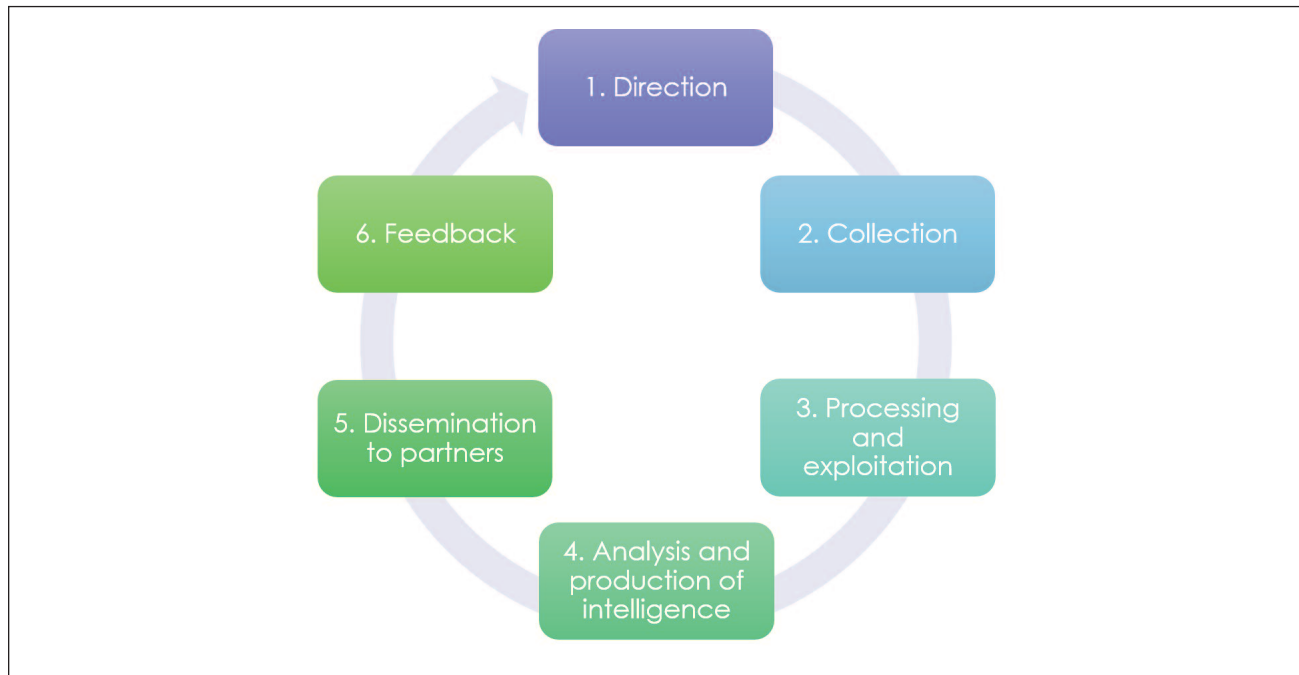 1. Direction
2. Collection
3. Processing
and
exploitation
4. Analysis and
production of
intelligence
5. Dissemination
to partners
6. Feedback